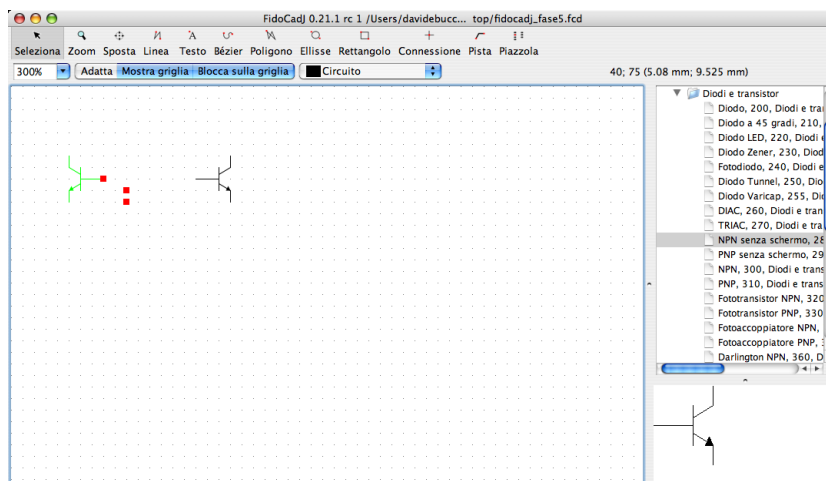 FidoCadJ 0.21.1 rc 1 /Users/davidebucc... top/fidocadj_fase5.fcd
Seleziona Zoom Sposta Linea Testo Bézier Poligono Ellisse Rettangolo Connessione Pista Piazzola
300% Adatta Mostra griglia Blocca sulla griglia Circuito 40; 75 (5.08 mm; 9.525 mm)
Diodi e transistor
Diodo, 200, Diodi e tra
Diodo a 45 gradi, 210,
Diodo LED, 220, Diodi
Diodo Zener, 230, Diod
Fotodiodo, 240, Diodi e
Diodo Tunnel, 250, Dio
Diodo Varicap, 255, Di
DIAC, 260, Diodi e tran
TRIAC, 270, Diodi e tra
NPN senza schermo, 28
PNP senza schermo, 29
NPN, 300, Diodi e trans
PNP, 310, Diodi e trans
Fototransistor NPN, 320
Fototransistor PNP, 330
Fotoaccoppiatore NPN,
Fotoaccoppiatore PNP,
Darlington NPN, 360, D